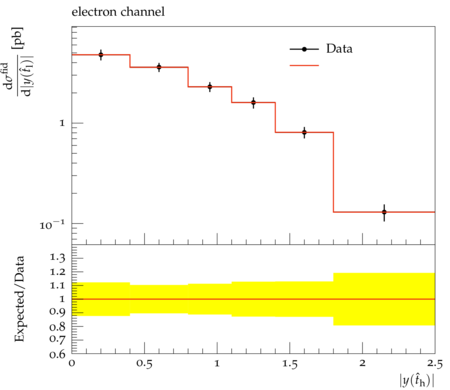 electron channel
dσ^fid / d|y(t̂_l)| [pb]
Data
1
10⁻¹
Expected/Data
1.3
1.2
1.1
1
0.9
0.8
0.7
0.6
0 0.5 1 1.5 2 2.5
|y(t̂_h)|